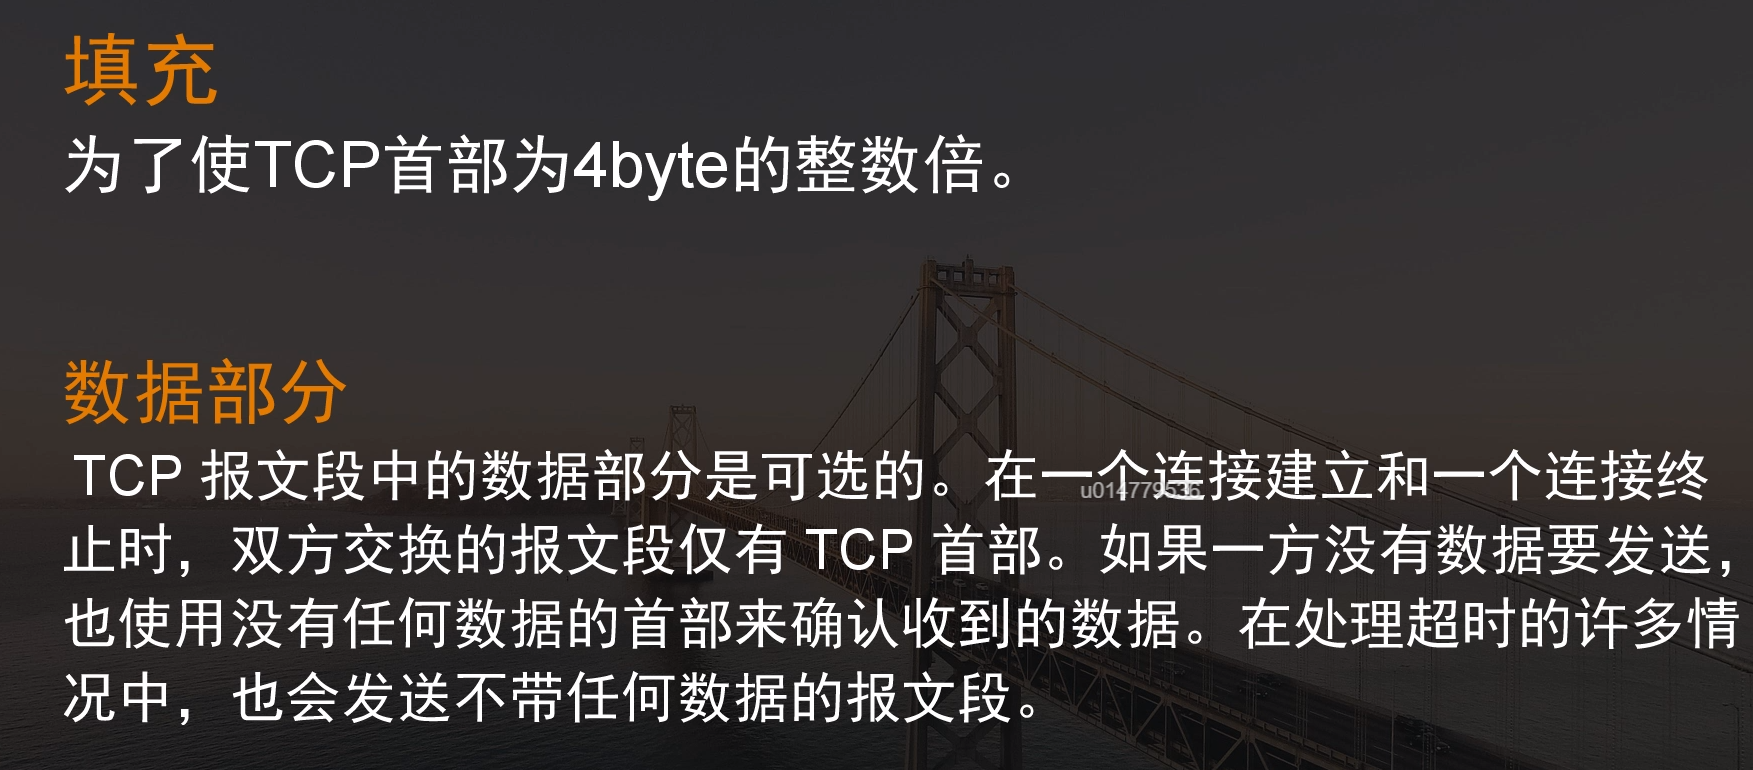 填充
为了使TCP首部为4byte的整数倍。
数据部分
TCP 报文段中的数据部分是可选的。在一个连接建立和一个连接终
止时，双方交换的报文段仅有 TCP 首部。如果一方没有数据要发送，
也使用没有任何数据的首部来确认收到的数据。在处理超时的许多情
况中，也会发送不带任何数据的报文段。
u014779536